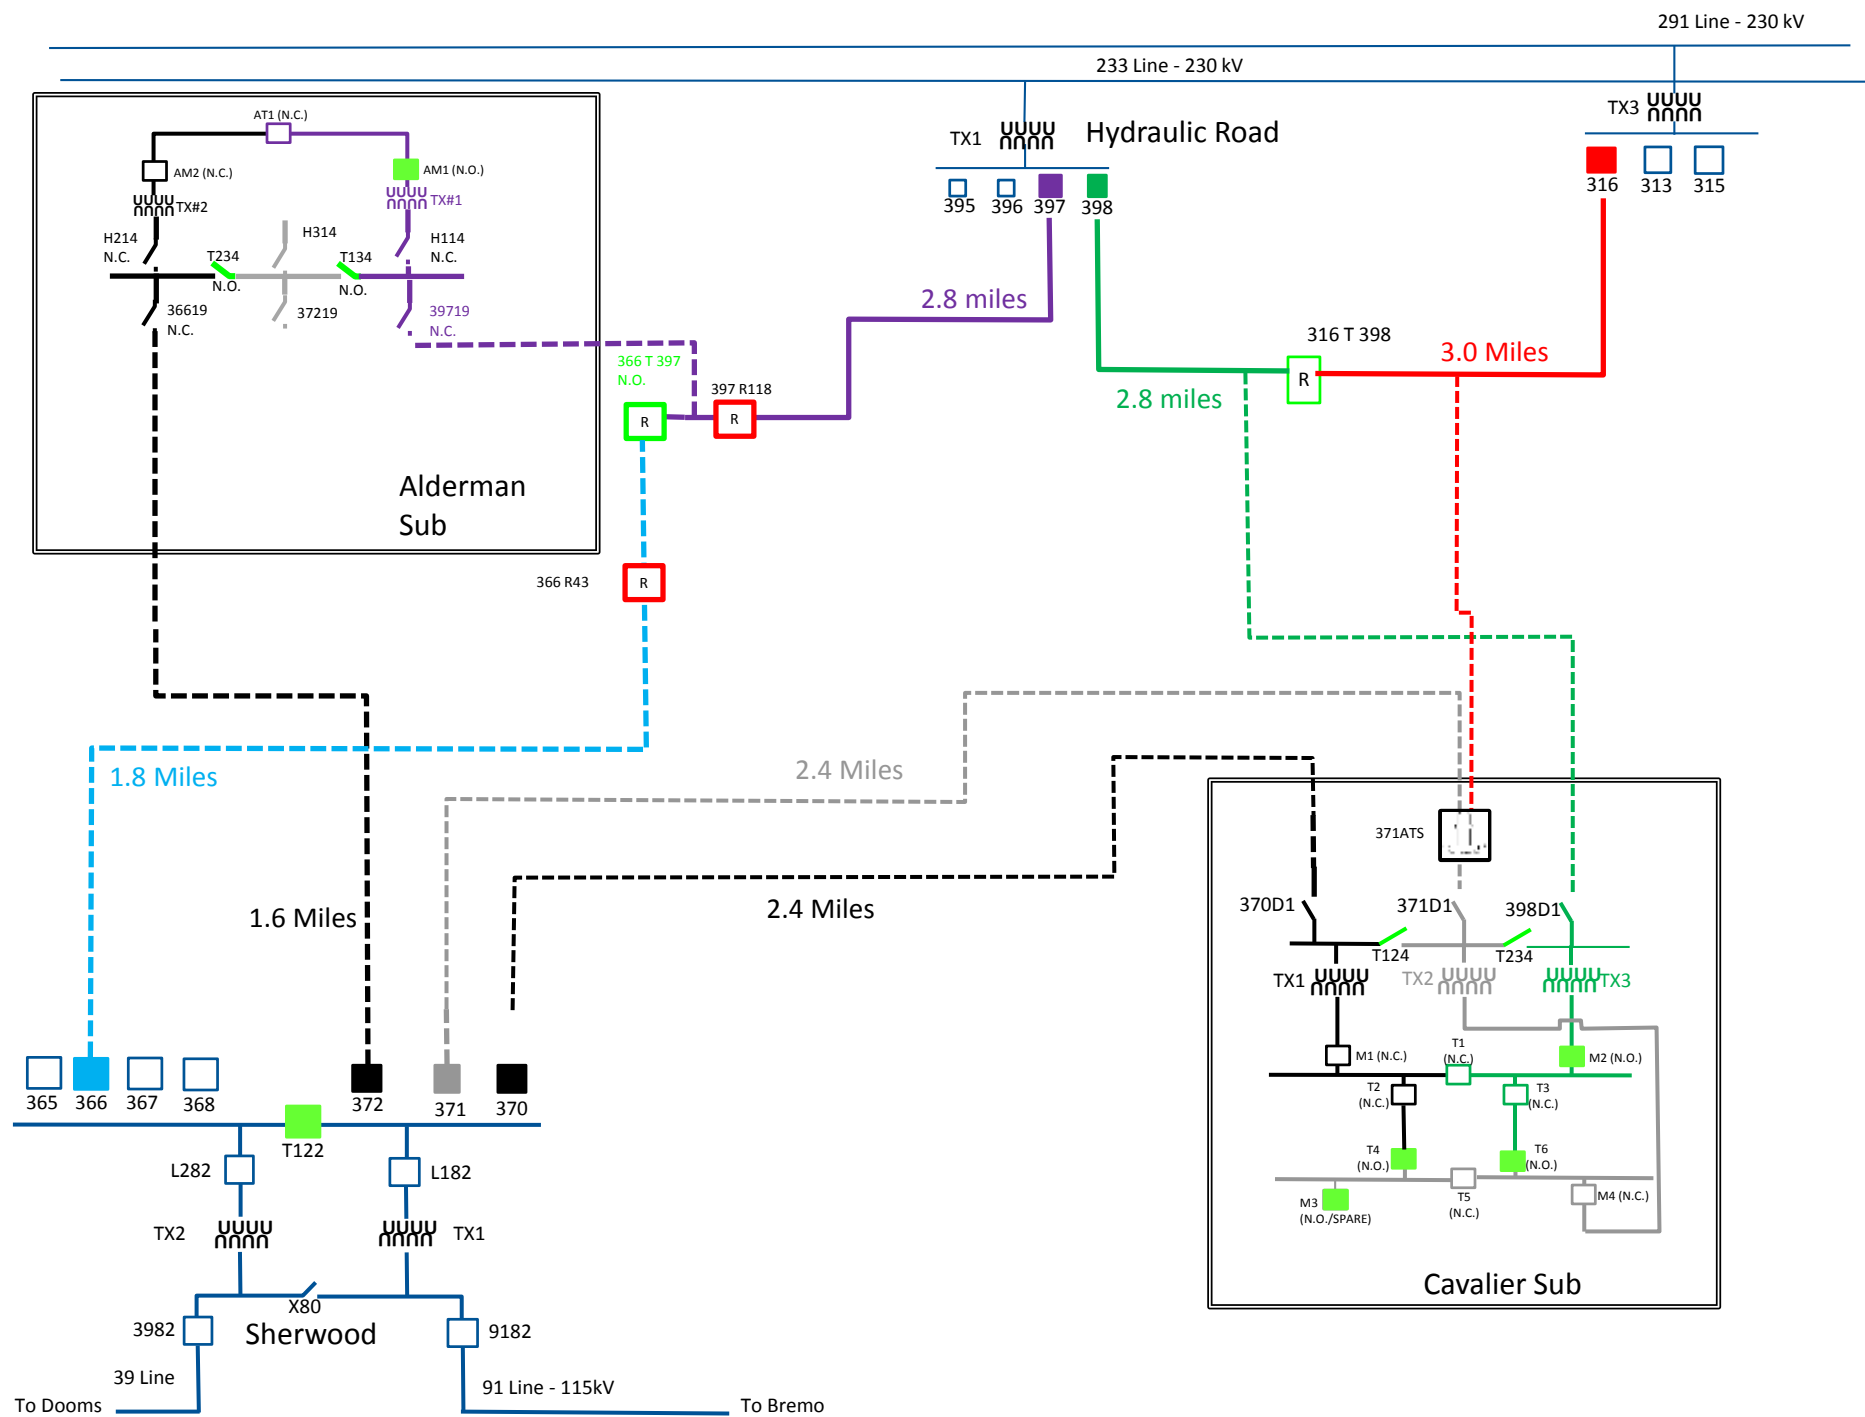 291 Line - 230 kV
233 Line - 230 kV
AT1 (N.C.)
AM2 (N.C.)
AM1 (N.O.)
TX#2
TX#1
H214
N.C.
T234
N.O.
H314
T134
N.O.
H114
N.C.
36619
N.C.
37219
39719
N.C.
Alderman
Sub
TX1
Hydraulic Road
395
396
397
398
TX3
316
313
315
2.8 miles
366 T 397
N.O.
R
397 R118
R
2.8 miles
316 T 398
R
3.0 Miles
366 R43
R
1.8 Miles
1.6 Miles
2.4 Miles
2.4 Miles
371ATS
370D1
371D1
398D1
T124
T234
TX1
TX2
TX3
M1 (N.C.)
T1
(N.C.)
M2 (N.O.)
T2
(N.C.)
T3
(N.C.)
T4
(N.O.)
T6
(N.O.)
M3
(N.O./SPARE)
T5
(N.C.)
M4 (N.C.)
Cavalier Sub
365
366
367
368
372
371
370
T122
L282
L182
TX2
TX1
X80
3982
Sherwood
9182
39 Line
91 Line - 115kV
To Dooms
To Bremo